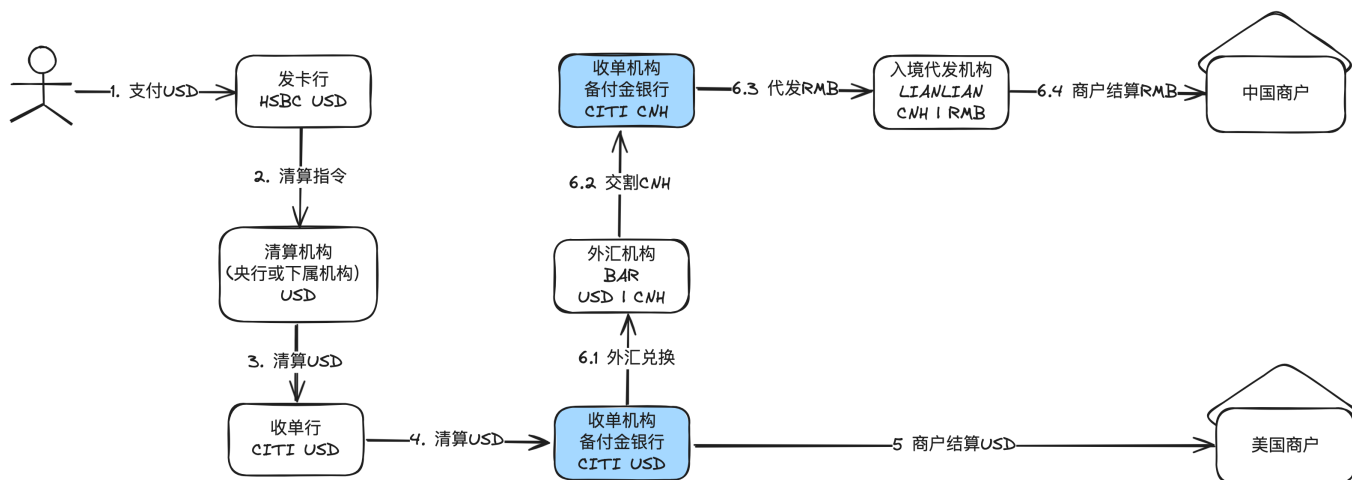 1. 支付USD
发卡行
HSBC USD
2. 清算指令
清算机构
(央行或下属机构)
USD
3. 清算USD
收单行
CITI USD
4. 清算USD
收单机构
备付金银行
CITI USD
5 商户结算USD
美国商户
6.1 外汇兑换
外汇机构
BAR
USD | CNH
6.2 交割CNH
收单机构
备付金银行
CITI CNH
6.3 代发RMB
入境代发机构
LIANLIAN
CNH | RMB
6.4 商户结算RMB
中国商户